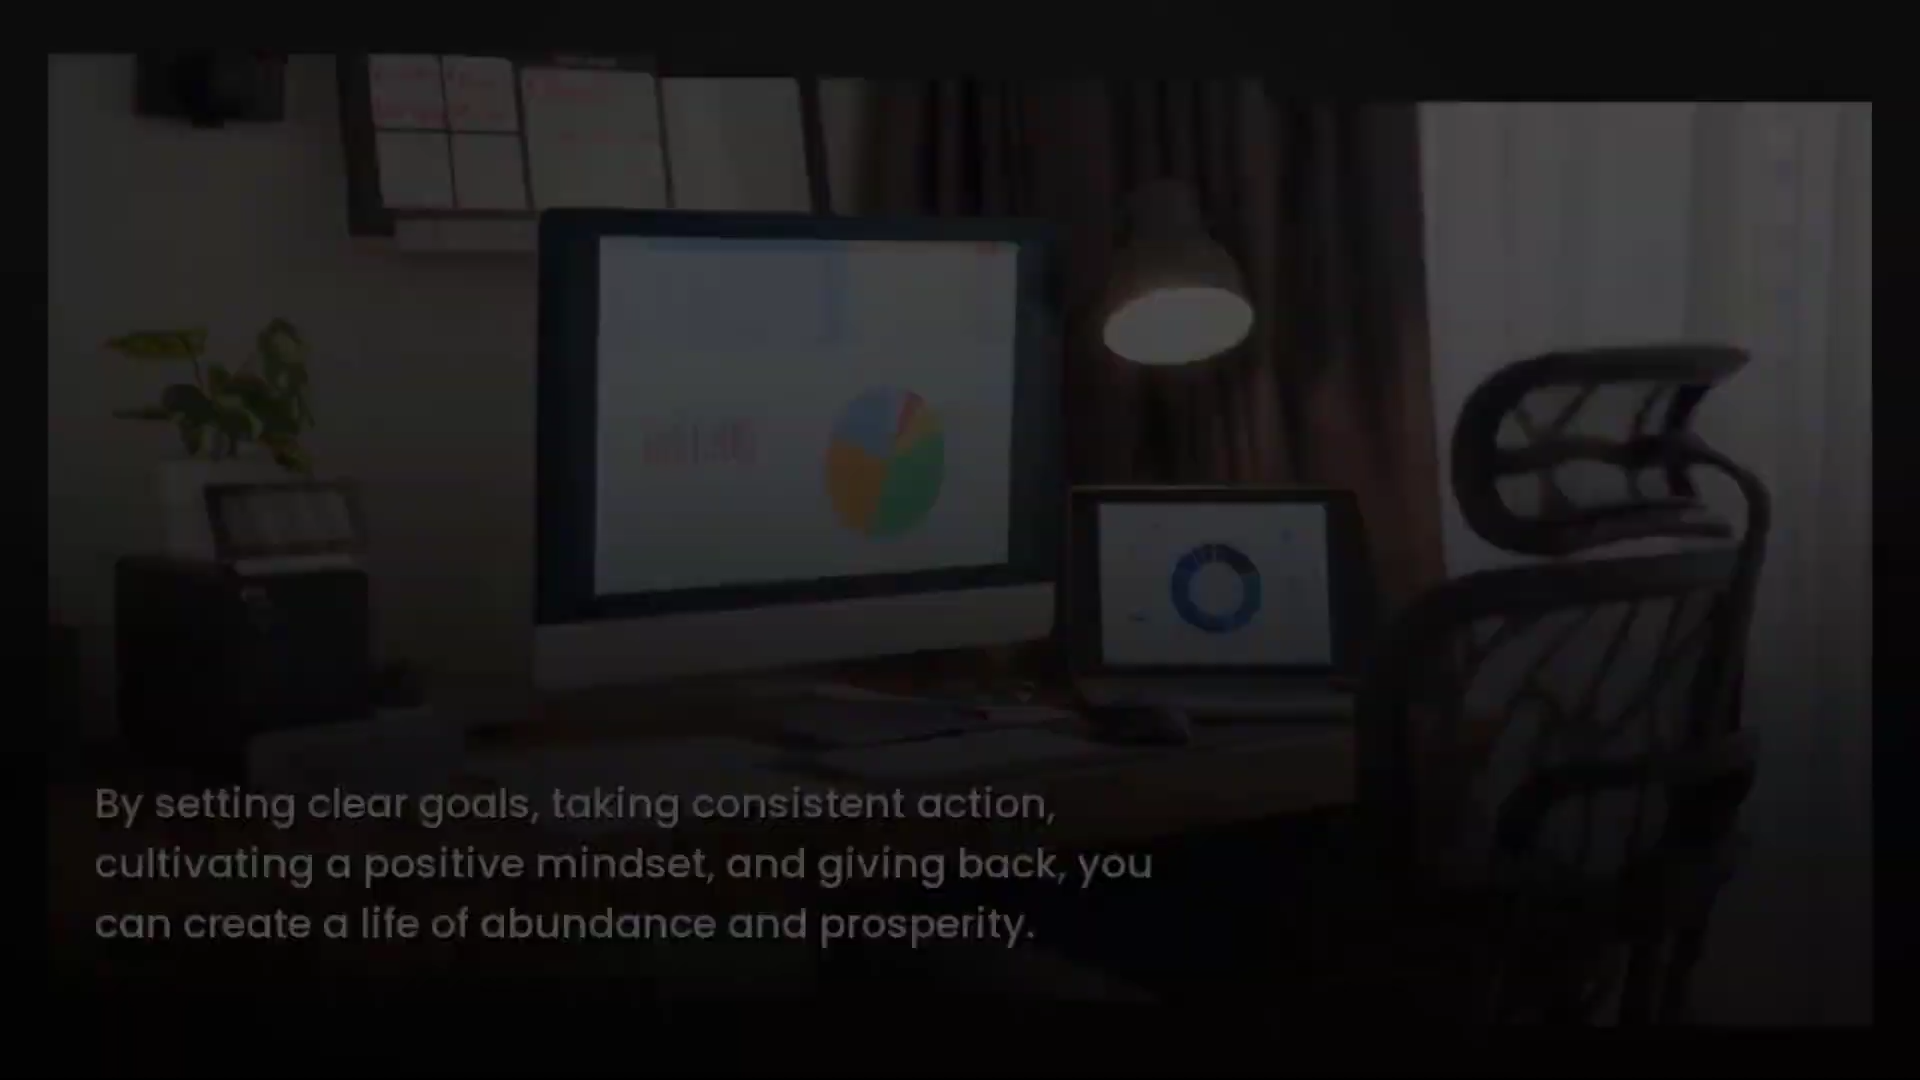 By setting clear goals, taking consistent action,
cultivating a positive mindset, and giving back, you
can create a life of abundance and prosperity.